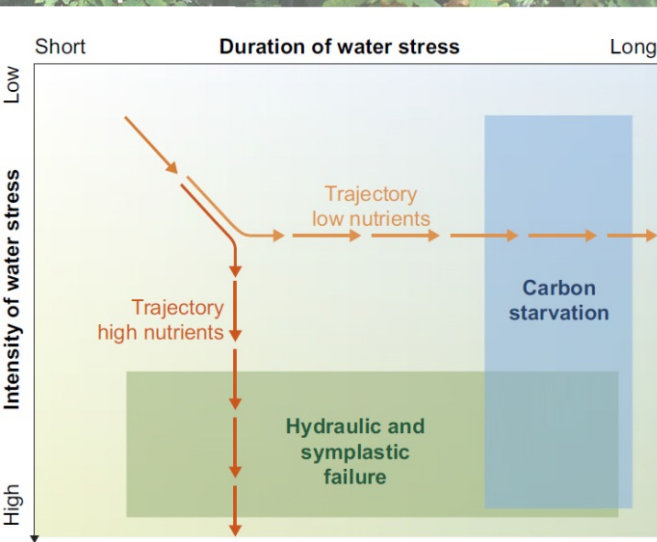 Short
Duration of water stress
Long
Low
Intensity of water stress
High
Trajectory
low nutrients
Carbon
starvation
Trajectory
high nutrients
Hydraulic and
symplastic
failure